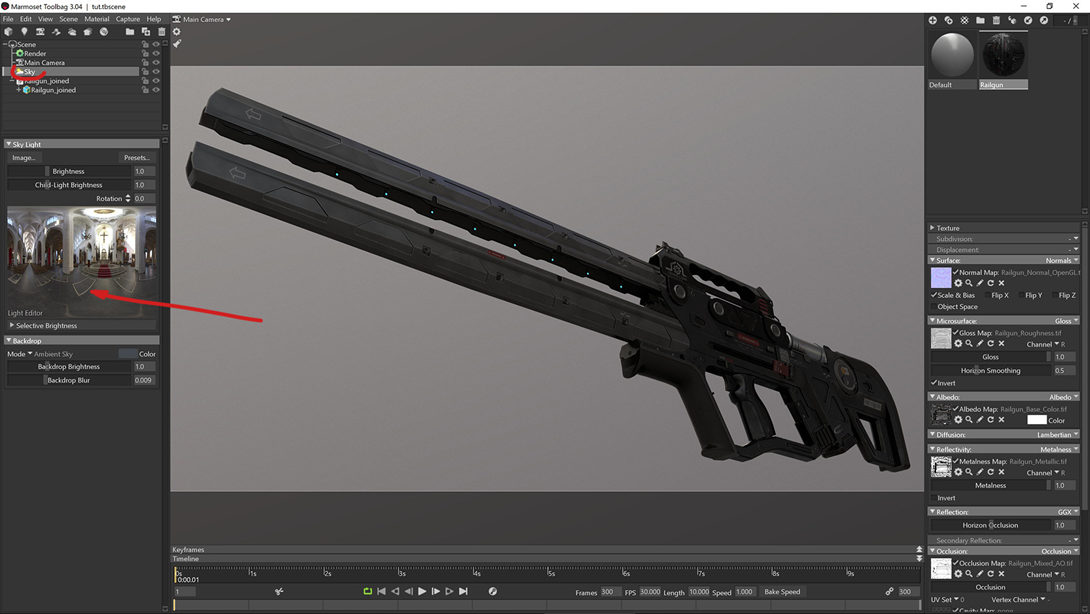 Marmoset Toolbag 3.04 | tut.tbscene
File Edit View Scene Material Capture Help
Main Camera
Scene
Render
Main Camera
Sky
Railgun_joined
Railgun_joined
Sky Light
Image...
Presets...
Brightness 1.0
Child-Light Brightness 1.0
Rotation 0.0
Light Editor
Selective Brightness
Backdrop
Mode Ambient Sky Color
Backdrop Brightness 1.0
Backdrop Blur 0.009
Keyframes
Timeline
0s 1s 2s 3s 4s 5s 6s 7s 8s 9s
0:00.01
1
Frames 300 FPS 30.000 Length 10.000 Speed 1.000 Bake Speed
300
- / -
Default
Railgun
Texture
Subdivision: -
Displacement: -
Surface: Normals
Normal Map: Railgun_Normal_OpenGL.t
Scale & Bias Flip X Flip Y Flip Z
Object Space
Microsurface: Gloss
Gloss Map: Railgun_Roughness.tif
Channel R
Gloss 1.0
Horizon Smoothing 0.5
Invert
Albedo: Albedo
Albedo Map: Railgun_Base_Color.tif
Color
Diffusion: Lambertian
Reflectivity: Metalness
Metalness Map: Railgun_Metallic.tif
Channel R
Metalness 1.0
Invert
Reflection: GGX
Horizon Occlusion 1.0
Secondary Reflection: -
Occlusion: Occlusion
Occlusion Map: Railgun_Mixed_AO.tif
Channel R
Occlusion 1.0
UV Set 0 Vertex Channel -